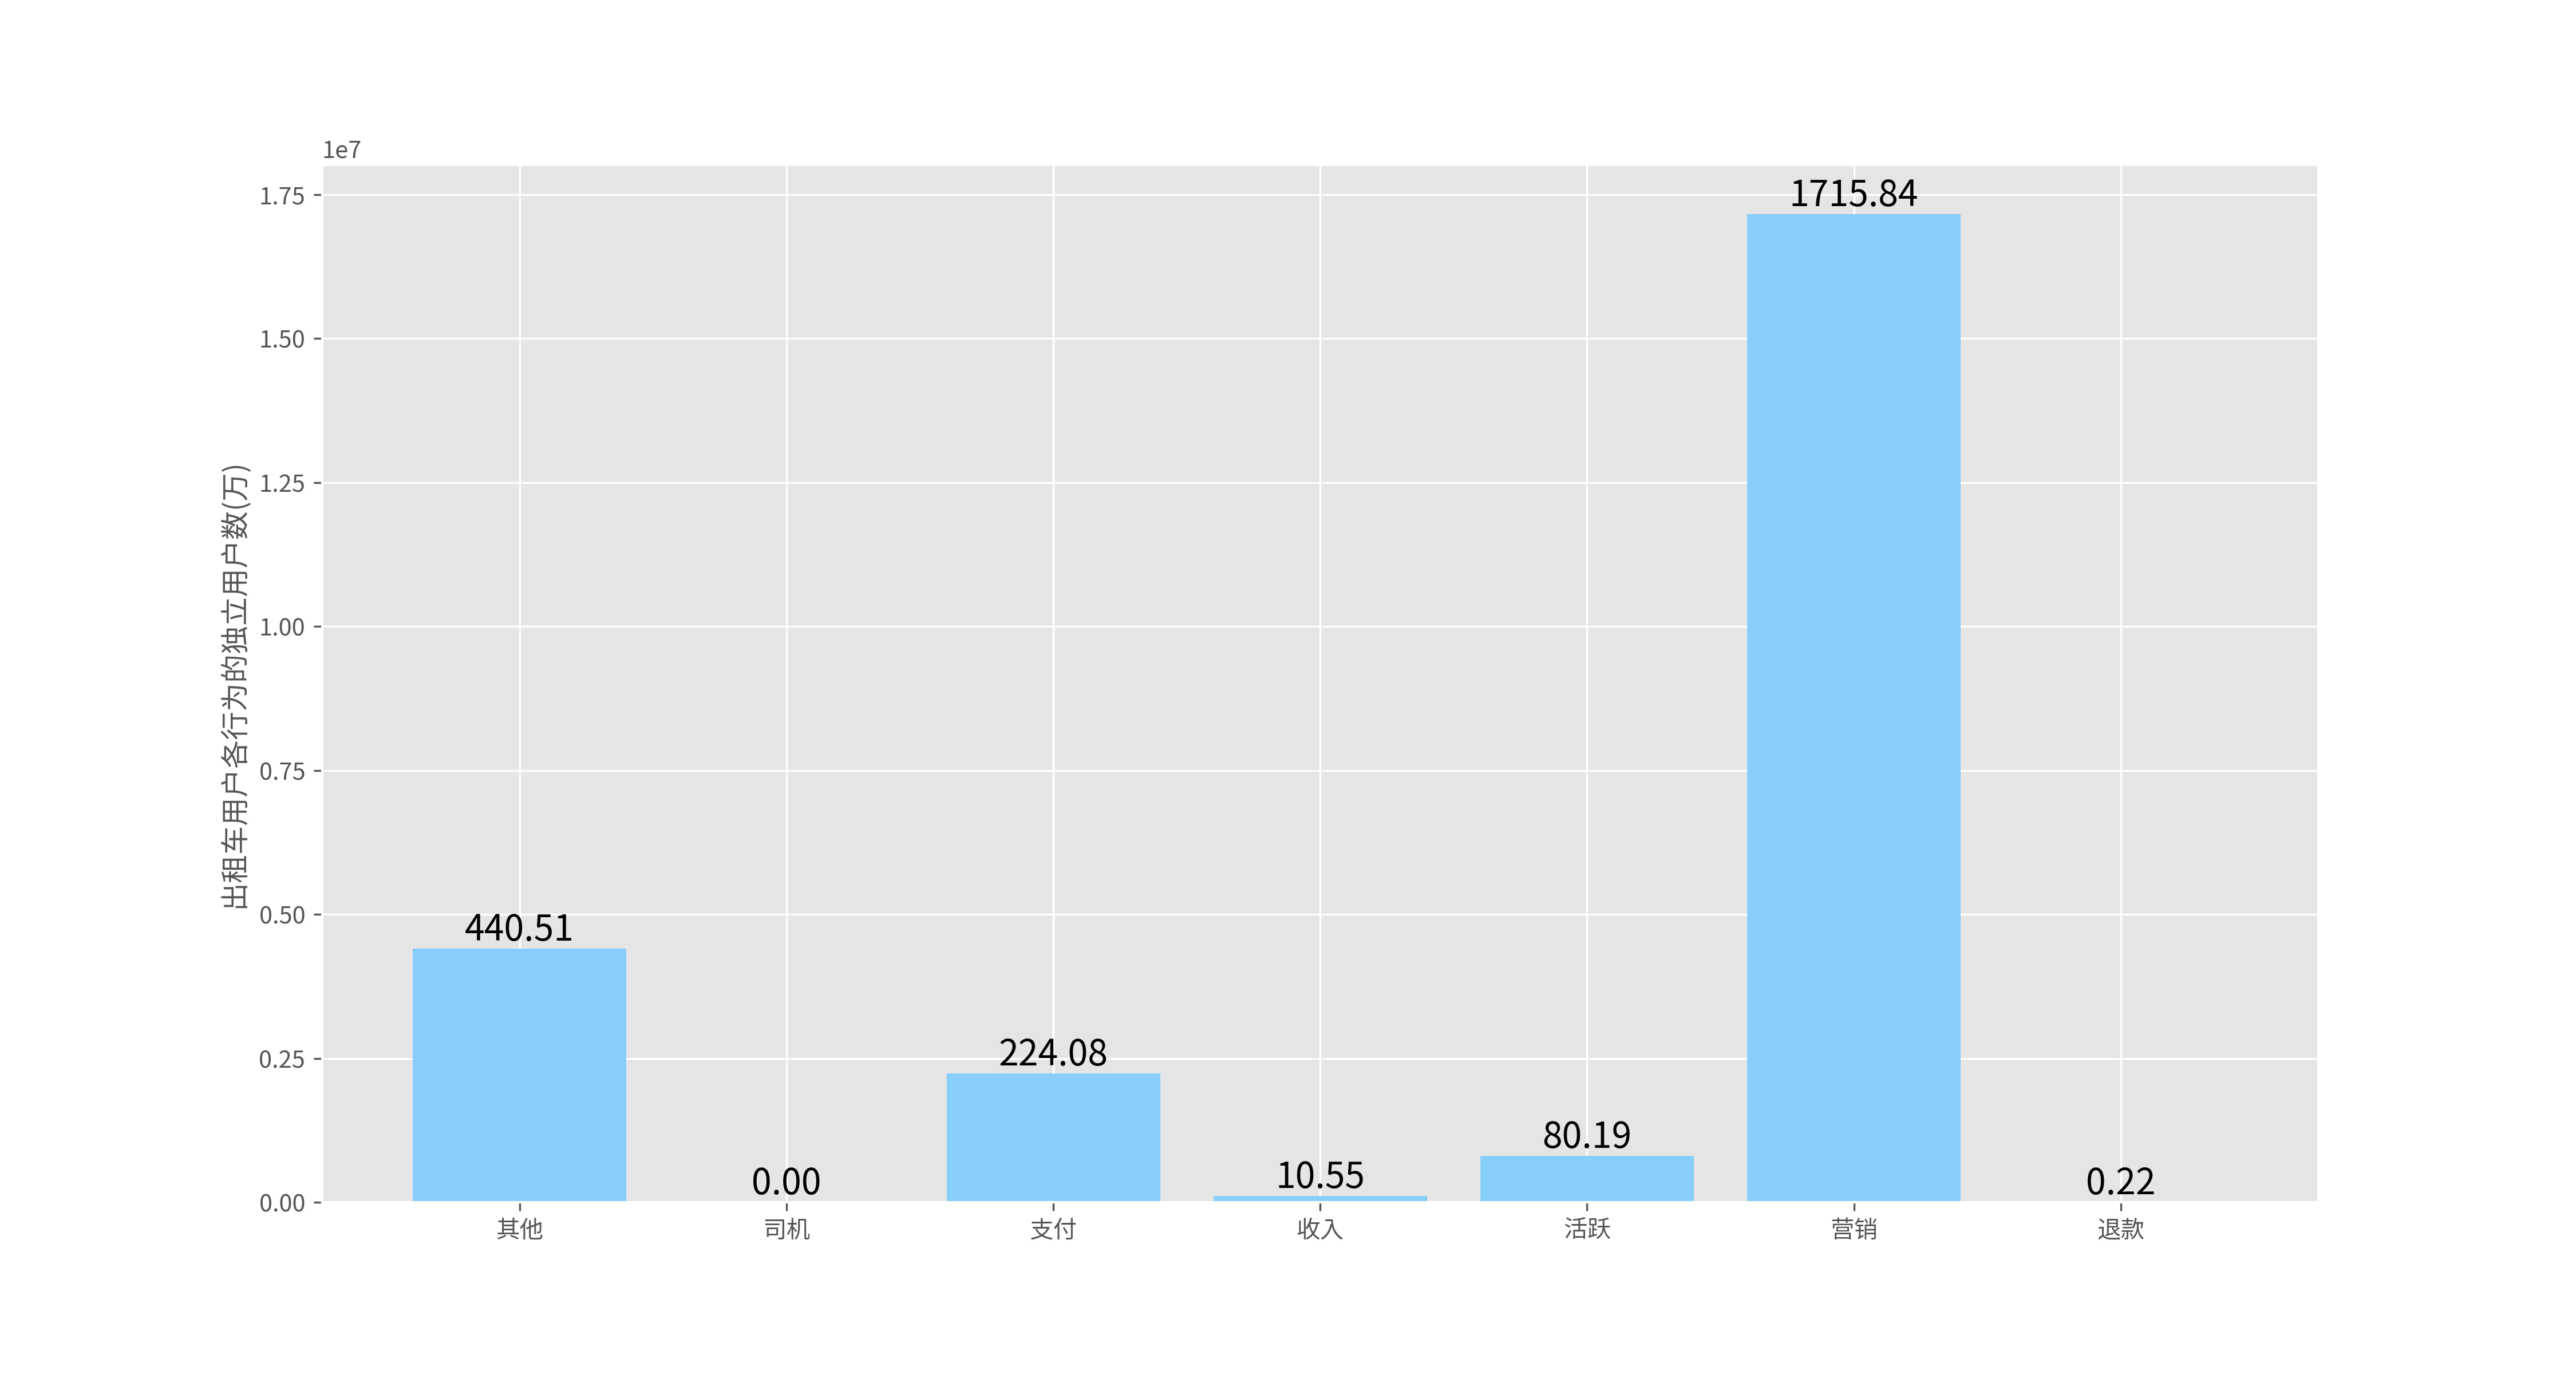 1e7
1.75
1.50
1.25
1.00
0.75
0.50
0.25
0.00
出租车用户各行为的独立用户数(万)
440.51
0.00
224.08
10.55
80.19
1715.84
0.22
其他
司机
支付
收入
活跃
营销
退款